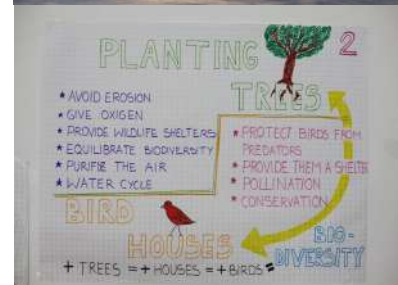 PLANTING
TREES
2
★ AVOID EROSION
★ GIVE OXIGEN
★ PROVIDE WILDLIFE SHELTERS
★ EQUILIBRATE BIODIVERSITY
★ PURIFIE THE AIR
★ WATER CYCLE
★ PROTECT BIRDS FROM
PREDATORS
★ PROVIDE THEM A SHELTER
★ POLLINATION
★ CONSERVATION
BIRD
HOUSES
+ TREES = + HOUSES = + BIRDS =
BIO-
DIVERSITY